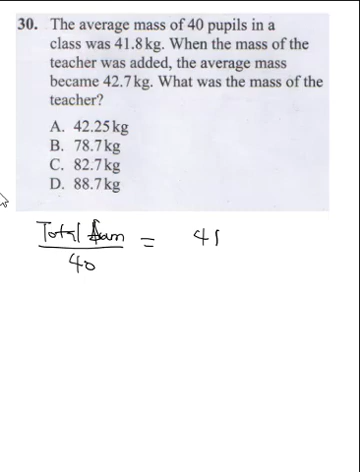 30. The average mass of 40 pupils in a
class was 41.8 kg. When the mass of the
teacher was added, the average mass
became 42.7 kg. What was the mass of the
teacher?
A. 42.25 kg
B. 78.7 kg
C. 82.7 kg
D. 88.7 kg
Total Sum = 41
40